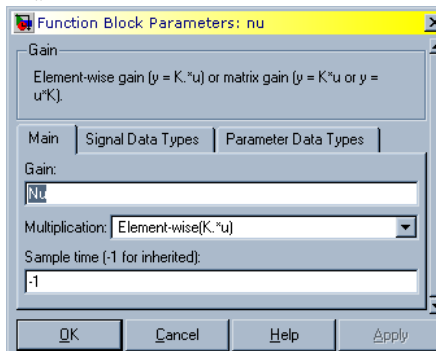 Function Block Parameters: nu
Gain
Element-wise gain (y = K.*u) or matrix gain (y = K*u or y =
u*K).
Main
Signal Data Types
Parameter Data Types
Gain:
Nu
Multiplication: Element-wise(K.*u)
Sample time (-1 for inherited):
-1
OK Cancel Help Apply